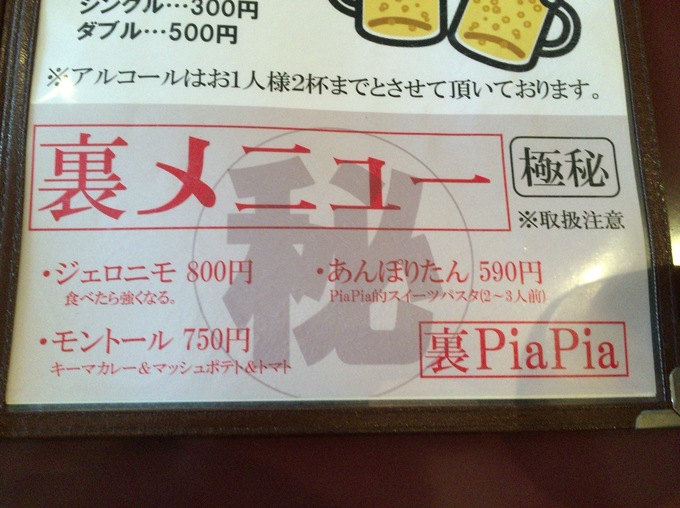 シングル…300円
ダブル…500円
※アルコールはお1人様2杯までとさせて頂いております。
裏メニュー
極秘
※取扱注意
秘
・ジェロニモ 800円
食べたら強くなる。
・あんぽりたん 590円
PiaPia的スイーツパスタ(2〜3人前)
・モントール 750円
キーマカレー&マッシュポテト&トマト
裏PiaPia